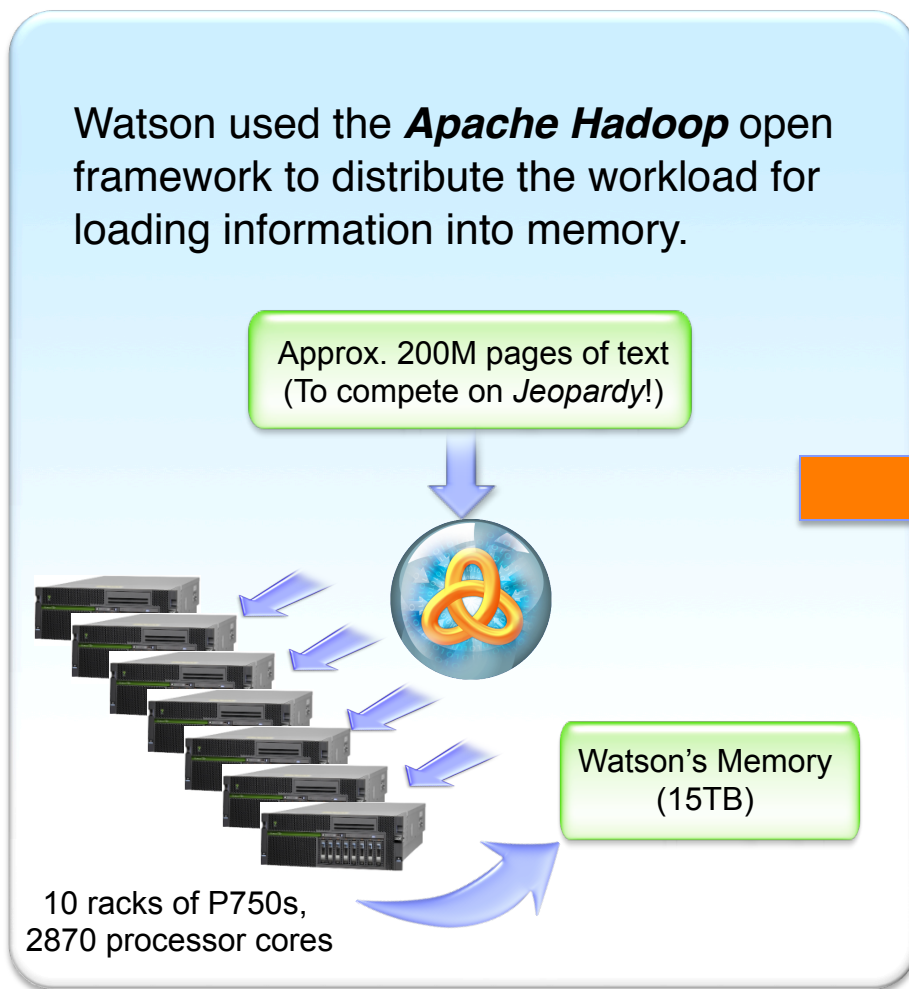 Watson used the Apache Hadoop open
framework to distribute the workload for
loading information into memory.
Approx. 200M pages of text
(To compete on Jeopardy!)
Watson’s Memory
(15TB)
10 racks of P750s,
2870 processor cores